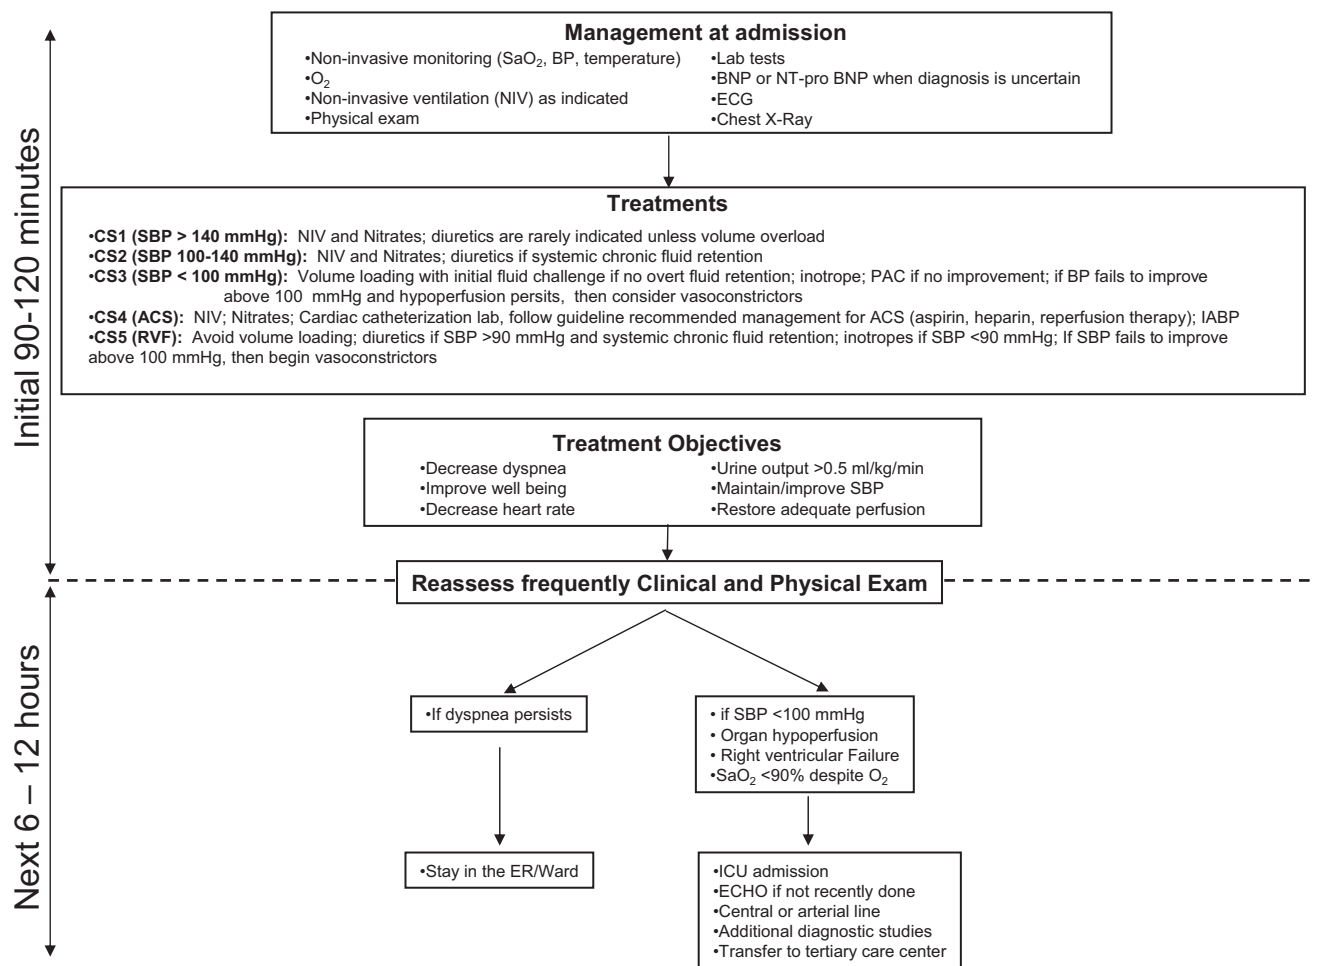 Initial 90-120 minutes
Management at admission
•Non-invasive monitoring (SaO₂, BP, temperature)
•O₂
•Non-invasive ventilation (NIV) as indicated
•Physical exam
•Lab tests
•BNP or NT-pro BNP when diagnosis is uncertain
•ECG
•Chest X-Ray
Treatments
•CS1 (SBP > 140 mmHg): NIV and Nitrates; diuretics are rarely indicated unless volume overload
•CS2 (SBP 100-140 mmHg): NIV and Nitrates; diuretics if systemic chronic fluid retention
•CS3 (SBP < 100 mmHg): Volume loading with initial fluid challenge if no overt fluid retention; inotrope; PAC if no improvement; if BP fails to improve
above 100 mmHg and hypoperfusion persits, then consider vasoconstrictors
•CS4 (ACS): NIV; Nitrates; Cardiac catheterization lab, follow guideline recommended management for ACS (aspirin, heparin, reperfusion therapy); IABP
•CS5 (RVF): Avoid volume loading; diuretics if SBP >90 mmHg and systemic chronic fluid retention; inotropes if SBP <90 mmHg; If SBP fails to improve
above 100 mmHg, then begin vasoconstrictors
Treatment Objectives
•Decrease dyspnea
•Improve well being
•Decrease heart rate
•Urine output >0.5 ml/kg/min
•Maintain/improve SBP
•Restore adequate perfusion
Reassess frequently Clinical and Physical Exam
Next 6 – 12 hours
•If dyspnea persists
• if SBP <100 mmHg
• Organ hypoperfusion
• Right ventricular Failure
•SaO₂ <90% despite O₂
•Stay in the ER/Ward
•ICU admission
•ECHO if not recently done
•Central or arterial line
•Additional diagnostic studies
•Transfer to tertiary care center